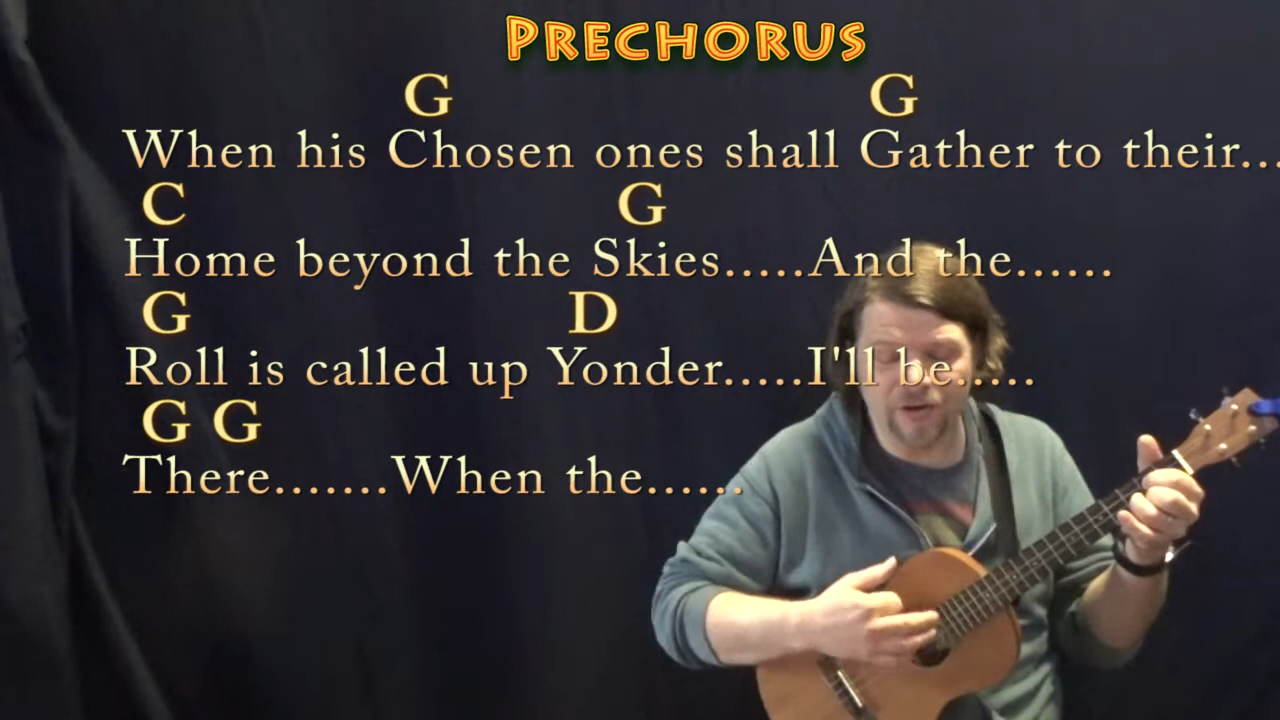 PRECHORUS
G G
When his Chosen ones shall Gather to their...
C G
Home beyond the Skies.....And the......
G D
Roll is called up Yonder.....I'll be.....
G G
There.......When the......